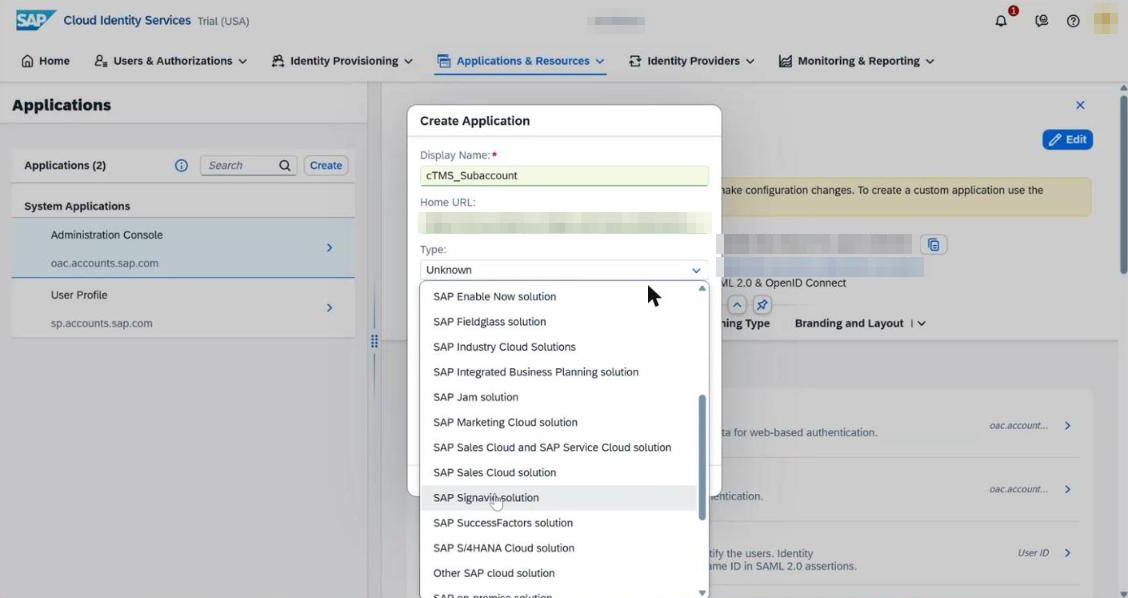 SAP Cloud Identity Services Trial (USA)
1
Home
Users & Authorizations
Identity Provisioning
Applications & Resources
Identity Providers
Monitoring & Reporting
Applications
Applications (2)
Search
Create
System Applications
Administration Console
oac.accounts.sap.com
User Profile
sp.accounts.sap.com
Create Application
Display Name:*
cTMS_Subaccount
Home URL:
Type:
Unknown
SAP Enable Now solution
SAP Fieldglass solution
SAP Industry Cloud Solutions
SAP Integrated Business Planning solution
SAP Jam solution
SAP Marketing Cloud solution
SAP Sales Cloud and SAP Service Cloud solution
SAP Sales Cloud solution
SAP Signavio solution
SAP SuccessFactors solution
SAP S/4HANA Cloud solution
Other SAP cloud solution
SAP on-premise solution
Edit
make configuration changes. To create a custom application use the
ML 2.0 & OpenID Connect
ning Type
Branding and Layout
ta for web-based authentication.
oac.account...
entication.
oac.account...
tify the users. Identity
ame ID in SAML 2.0 assertions.
User ID